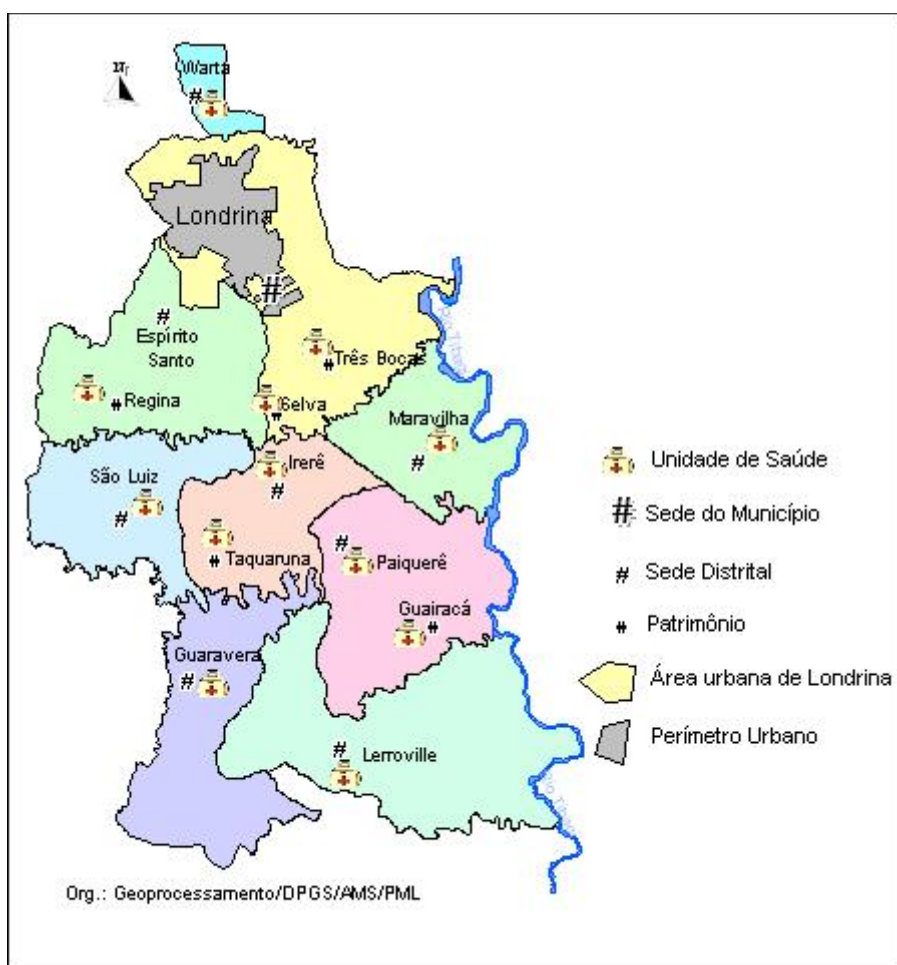 Warta
Londrina
Espírito
Santo
Três Bocas
Regina
Selva
Maravilha
São Luiz
Irerê
Taquaruna
Paiquerê
Guairacá
Guaravera
Lerroville
Unidade de Saúde
Sede do Município
Sede Distrital
Patrimônio
Área urbana de Londrina
Perímetro Urbano
Org.: Geoprocessamento/DPGS/AMS/PML